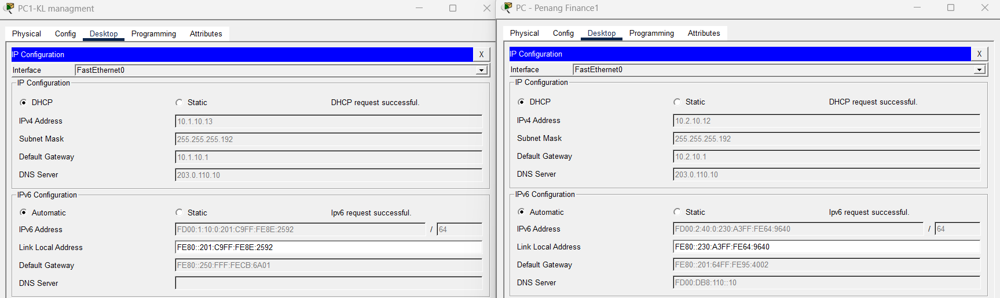 PC1-KL managment
Physical Config Desktop Programming Attributes
IP Configuration X
Interface FastEthernet0
IP Configuration
DHCP Static DHCP request successful.
IPv4 Address 10.1.10.13
Subnet Mask 255.255.255.192
Default Gateway 10.1.10.1
DNS Server 203.0.110.10
IPv6 Configuration
Automatic Static Ipv6 request successful.
IPv6 Address FD00:1:10:0:201:C9FF:FE8E:2592 / 64
Link Local Address FE80::201:C9FF:FE8E:2592
Default Gateway FE80::250:FFF:FECB:6A01
DNS Server
PC - Penang Finance1
Physical Config Desktop Programming Attributes
IP Configuration X
Interface FastEthernet0
IP Configuration
DHCP Static DHCP request successful.
IPv4 Address 10.2.10.12
Subnet Mask 255.255.255.192
Default Gateway 10.2.10.1
DNS Server 203.0.110.10
IPv6 Configuration
Automatic Static Ipv6 request successful.
IPv6 Address FD00:2:40:0:230:A3FF:FE64:9640 / 64
Link Local Address FE80::230:A3FF:FE64:9640
Default Gateway FE80::201:64FF:FE95:4002
DNS Server FD00:DB8:110::10